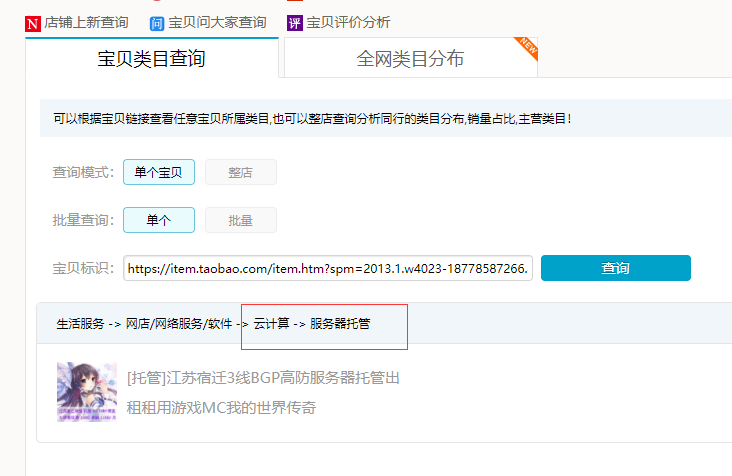 N 店铺上新查询 问 宝贝问大家查询 评 宝贝评价分析
宝贝类目查询 全网类目分布 NEW
可以根据宝贝链接查看任意宝贝所属类目,也可以整店查询分析同行的类目分布,销量占比,主营类目!
查询模式: 单个宝贝 整店
批量查询: 单个 批量
宝贝标识: https://item.taobao.com/item.htm?spm=2013.1.w4023-18778587266. 查询
生活服务 -> 网店/网络服务/软件 -> 云计算 -> 服务器托管
[托管]江苏宿迁3线BGP高防服务器托管出
租租用游戏MC我的世界传奇